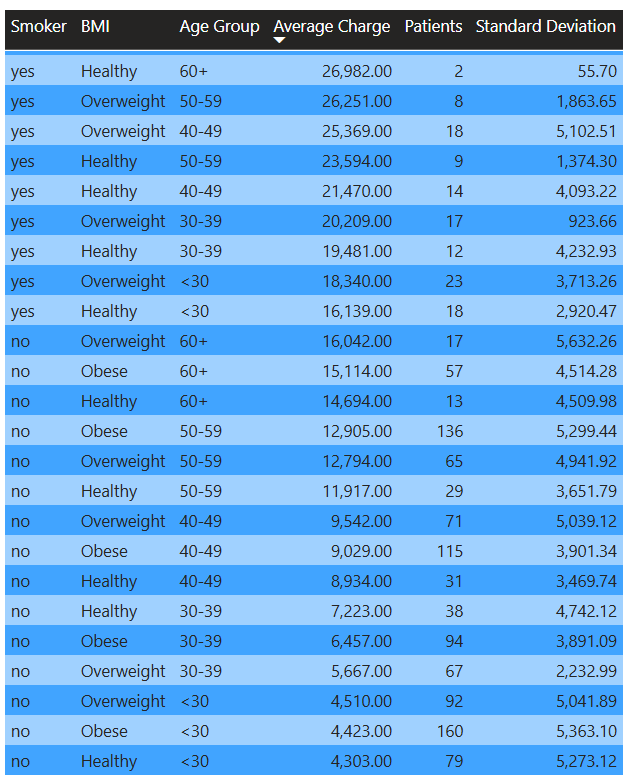 Smoker BMI Age Group Average Charge Patients Standard Deviation
yes Healthy 60+ 26,982.00 2 55.70
yes Overweight 50-59 26,251.00 8 1,863.65
yes Overweight 40-49 25,369.00 18 5,102.51
yes Healthy 50-59 23,594.00 9 1,374.30
yes Healthy 40-49 21,470.00 14 4,093.22
yes Overweight 30-39 20,209.00 17 923.66
yes Healthy 30-39 19,481.00 12 4,232.93
yes Overweight <30 18,340.00 23 3,713.26
yes Healthy <30 16,139.00 18 2,920.47
no Overweight 60+ 16,042.00 17 5,632.26
no Obese 60+ 15,114.00 57 4,514.28
no Healthy 60+ 14,694.00 13 4,509.98
no Obese 50-59 12,905.00 136 5,299.44
no Overweight 50-59 12,794.00 65 4,941.92
no Healthy 50-59 11,917.00 29 3,651.79
no Overweight 40-49 9,542.00 71 5,039.12
no Obese 40-49 9,029.00 115 3,901.34
no Healthy 40-49 8,934.00 31 3,469.74
no Healthy 30-39 7,223.00 38 4,742.12
no Obese 30-39 6,457.00 94 3,891.09
no Overweight 30-39 5,667.00 67 2,232.99
no Overweight <30 4,510.00 92 5,041.89
no Obese <30 4,423.00 160 5,363.10
no Healthy <30 4,303.00 79 5,273.12